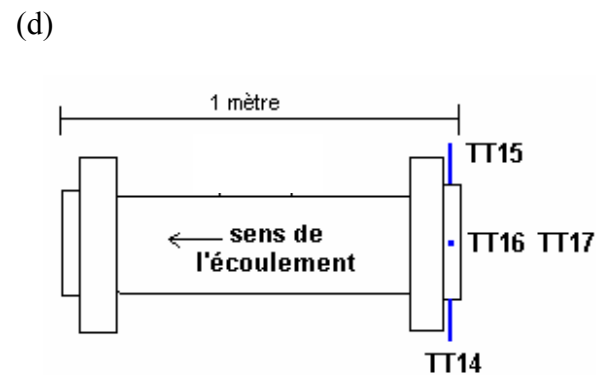 (d)
1 mètre
TT15
sens de
l'écoulement
TT16 TT17
TT14